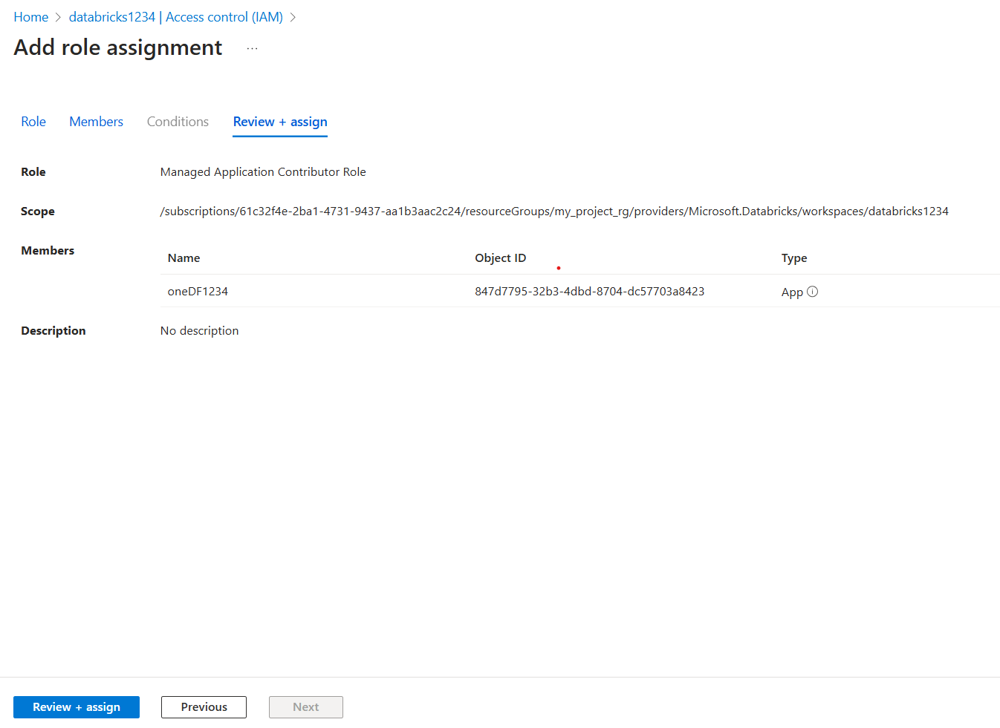 Home > databricks1234 | Access control (IAM) >
Add role assignment ...
Role Members Conditions Review + assign
Role Managed Application Contributor Role
Scope /subscriptions/61c32f4e-2ba1-4731-9437-aa1b3aac2c24/resourceGroups/my_project_rg/providers/Microsoft.Databricks/workspaces/databricks1234
Members
Name Object ID Type
oneDF1234 847d7795-32b3-4dbd-8704-dc57703a8423 App
Description No description
Review + assign Previous Next